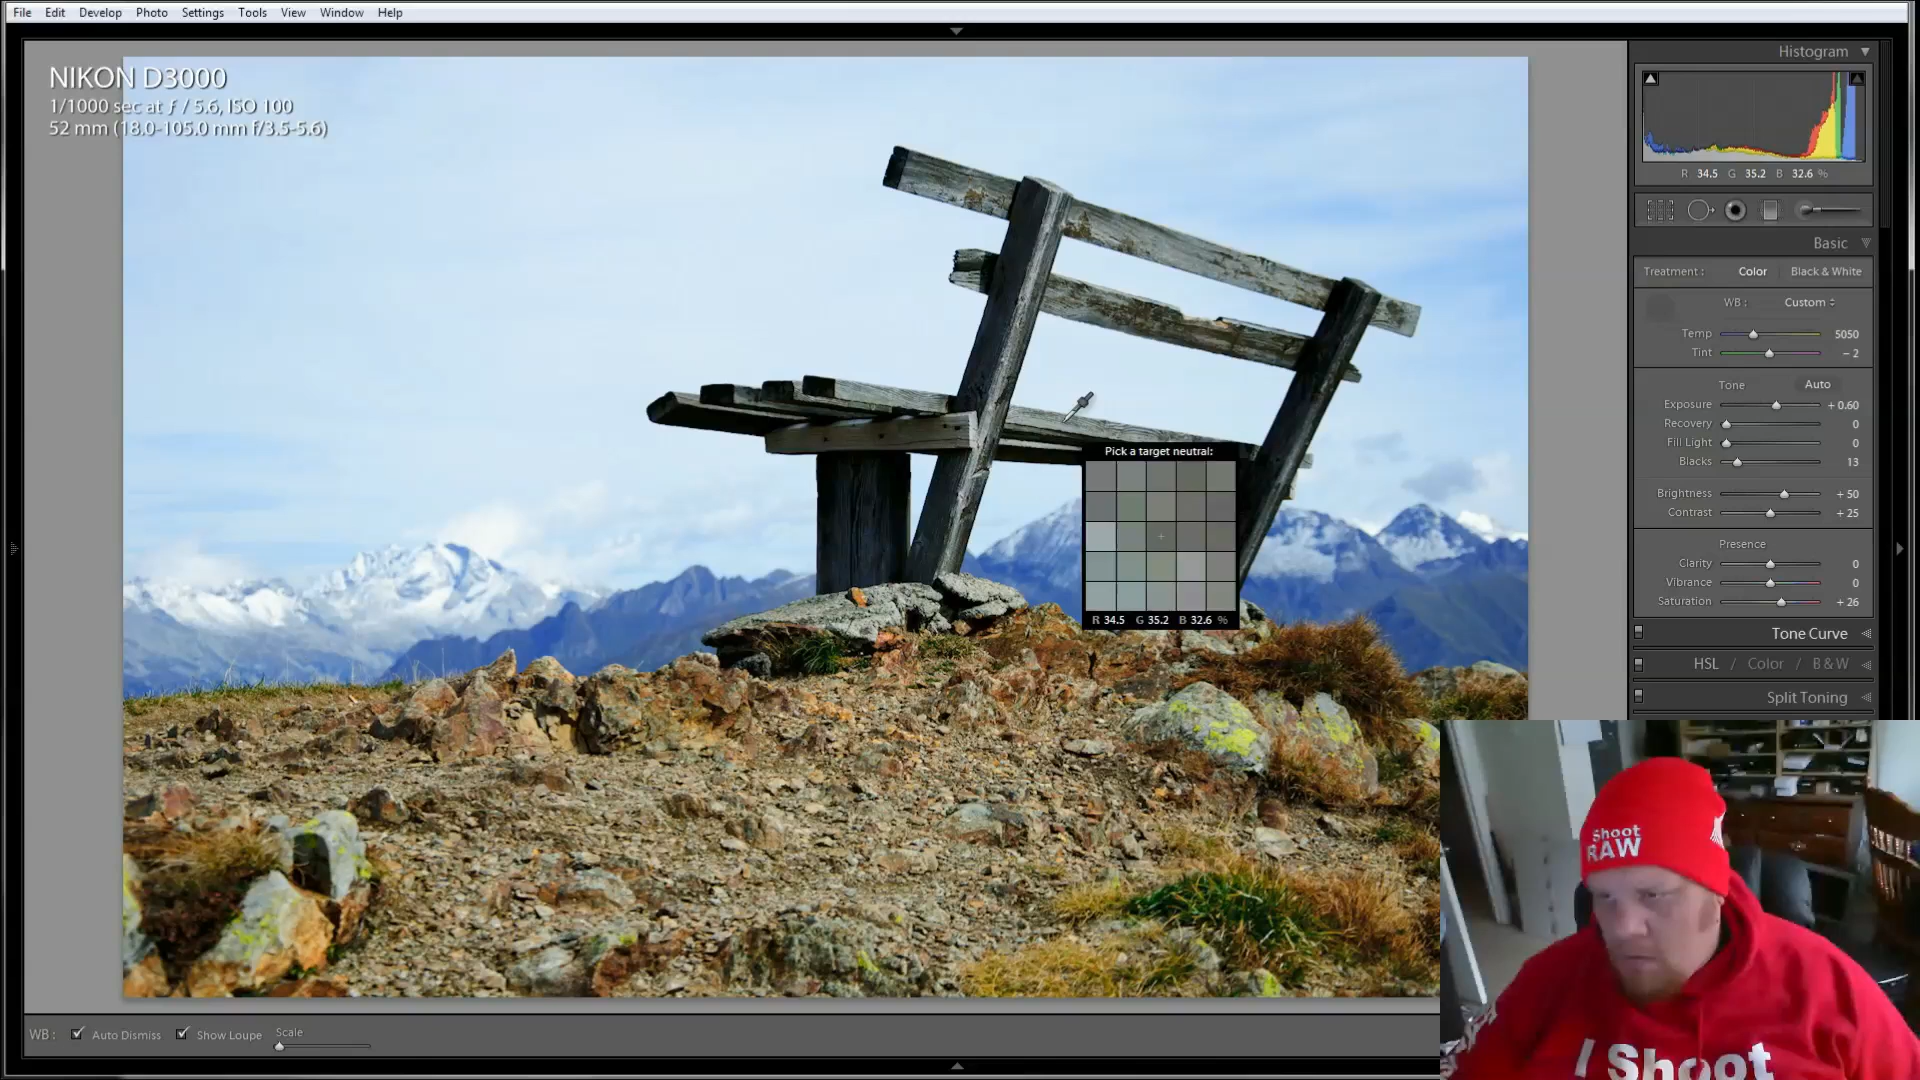 File Edit Develop Photo Settings Tools View Window Help
NIKON D3000
1/1000 sec at ƒ / 5.6, ISO 100
52 mm (18.0-105.0 mm f/3.5-5.6)
Histogram
R 34.5 G 35.2 B 32.6 %
Basic
Treatment : Color Black & White
WB : Custom
Temp 5050
Tint − 2
Tone Auto
Exposure + 0.60
Recovery 0
Fill Light 0
Blacks 13
Brightness + 50
Contrast + 25
Presence
Clarity 0
Vibrance 0
Saturation + 26
Tone Curve
HSL / Color / B & W
Split Toning
Pick a target neutral:
R 34.5 G 35.2 B 32.6 %
Shoot
RAW
I Shoot
WB : Auto Dismiss Show Loupe Scale